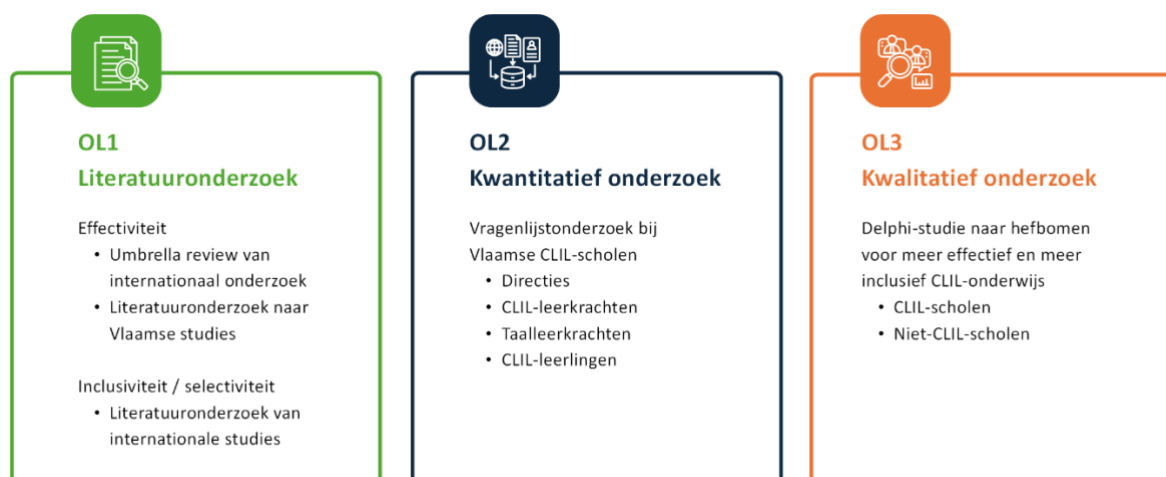 OL1
Literatuuronderzoek
Effectiviteit
• Umbrella review van
internationaal onderzoek
• Literatuuronderzoek naar
Vlaamse studies
Inclusiviteit / selectiviteit
• Literatuuronderzoek van
internationale studies
OL2
Kwantitatief onderzoek
Vragenlijstonderzoek bij
Vlaamse CLIL-scholen
• Directies
• CLIL-leerkrachten
• Taalleerkrachten
• CLIL-leerlingen
OL3
Kwalitatief onderzoek
Delphi-studie naar hefbomen
voor meer effectief en meer
inclusief CLIL-onderwijs
• CLIL-scholen
• Niet-CLIL-scholen